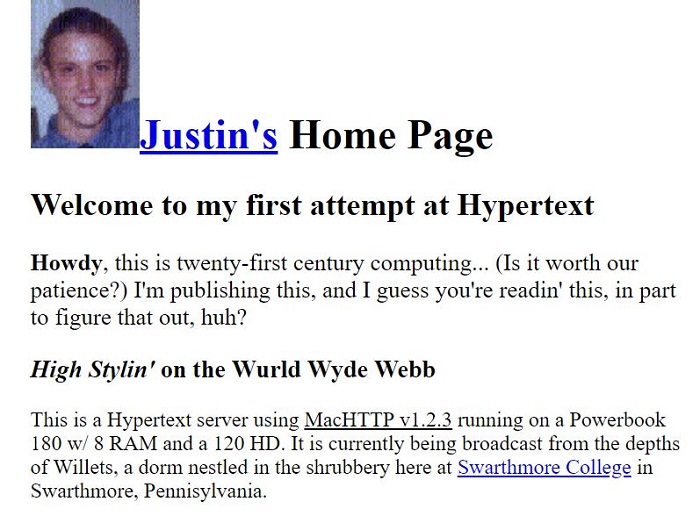 Justin's Home Page
Welcome to my first attempt at Hypertext
Howdy, this is twenty-first century computing... (Is it worth our
patience?) I'm publishing this, and I guess you're readin' this, in part
to figure that out, huh?
High Stylin' on the Wurld Wyde Webb
This is a Hypertext server using MacHTTP v1.2.3 running on a Powerbook
180 w/ 8 RAM and a 120 HD. It is currently being broadcast from the depths
of Willets, a dorm nestled in the shrubbery here at Swarthmore College in
Swarthmore, Pennisylvania.